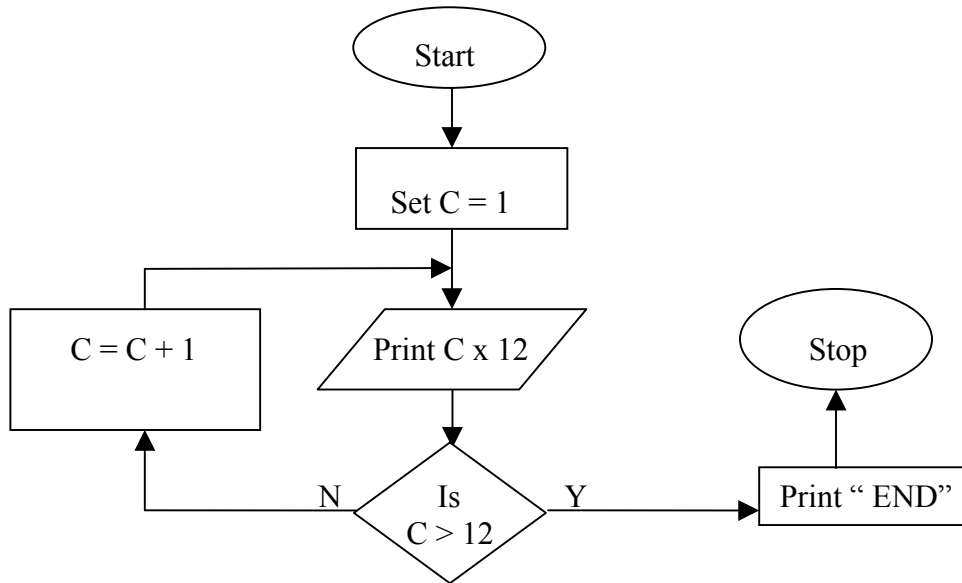 Start
Set C = 1
C = C + 1
Print C x 12
Stop
N
Is
C > 12
Y
Print “ END”